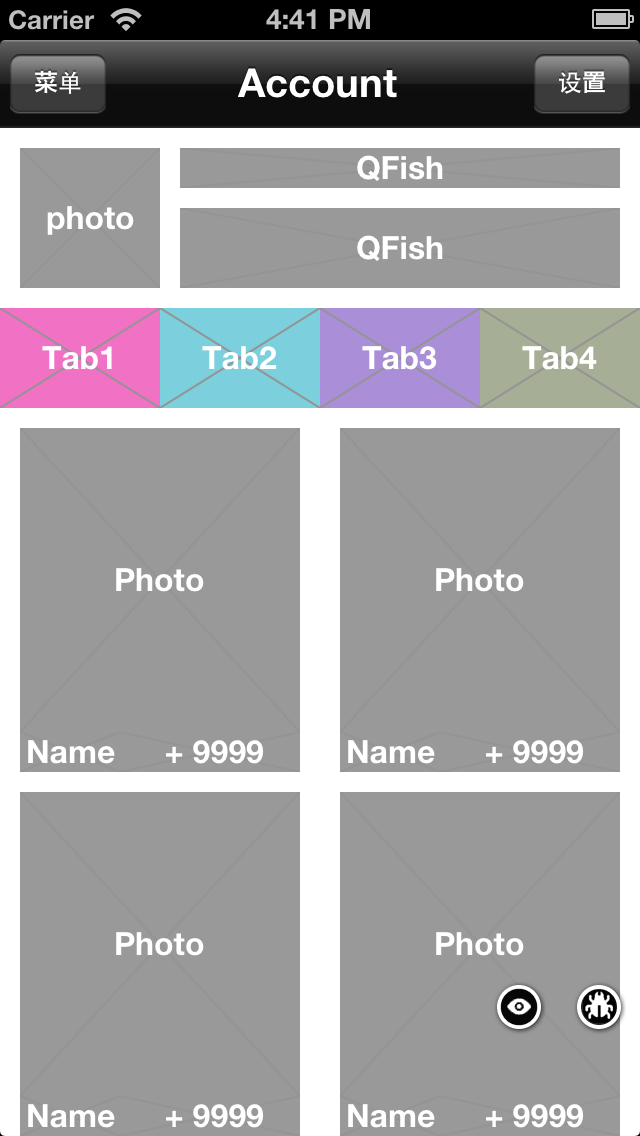 Carrier 4:41 PM
菜单 Account 设置
photo QFish
QFish
Tab1 Tab2 Tab3 Tab4
Photo Photo
Name + 9999 Name + 9999
Photo Photo
Name + 9999 Name + 9999